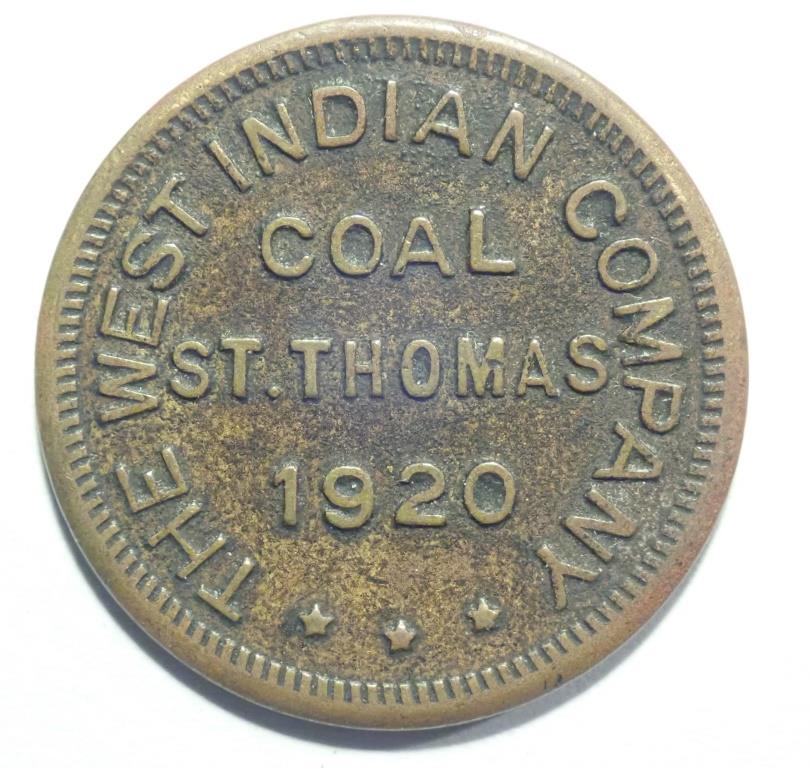 THE WEST INDIAN COMPANY
COAL
ST. THOMAS
1920